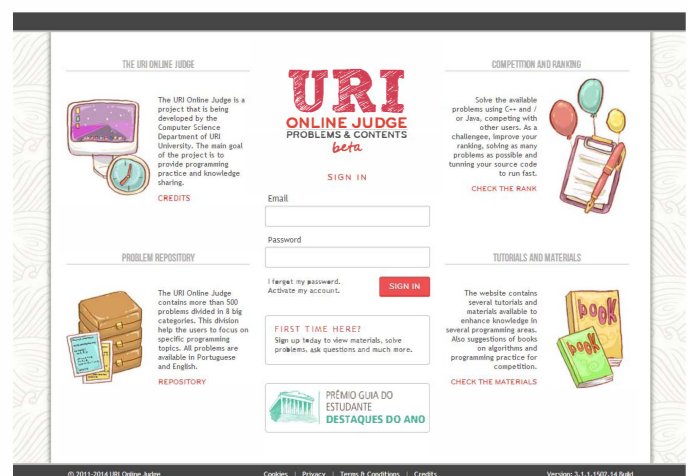 THE URI ONLINE JUDGE
The URI Online Judge is a
project that is being
developed by the
Computer Science
Department of URI
University. The main goal
of the project is to
provide programming
practice and knowledge
sharing.
CREDITS
PROBLEM REPOSITORY
The URI Online Judge
contains more than 500
problems divided in 8 big
categories. This division
help the users to focus on
specific programming
topics. All problems are
available in Portuguese
and English.
REPOSITORY
URI
ONLINE JUDGE
PROBLEMS & CONTENTS
beta
SIGN IN
Email
Password
I forgot my password.
Activate my account.
SIGN IN
FIRST TIME HERE?
Sign up today to view materials, solve
problems, ask questions and much more.
PRÊMIO GUIA DO
ESTUDANTE
DESTAQUES DO ANO
COMPETITION AND RANKING
Solve the available
problems using C++ and /
or Java, competing with
other users. As a
challengee, improve your
ranking, solving as many
problems as possible and
tunning your source code
to run fast.
CHECK THE RANK
TUTORIALS AND MATERIALS
The website contains
several tutorials and
materials available to
enhance knowledge in
several programming areas.
Also suggestions of books
on algorithms and
programming practice for
competition.
CHECK THE MATERIALS
book
book
© 2011-2014 URI Online Judge
Cookies | Privacy | Terms & Conditions | Credits
Version: 3-1.1-1502-14 Build